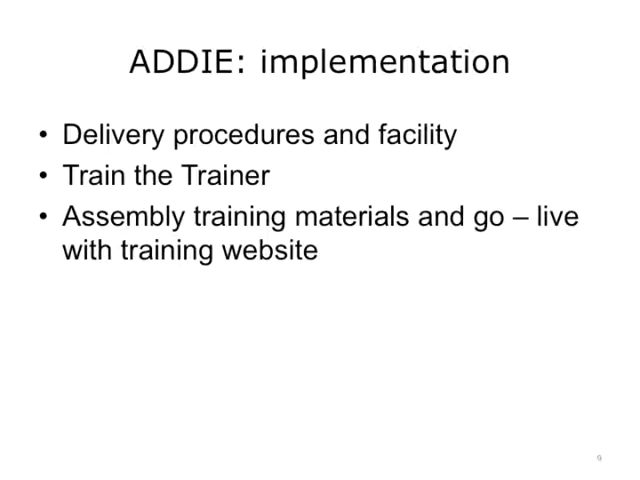 ADDIE: implementation
• Delivery procedures and facility
• Train the Trainer
• Assembly training materials and go – live
with training website
9